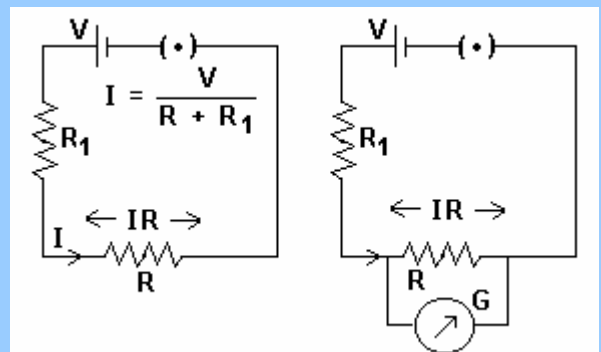 V
I = V / (R + R₁)
R₁
← IR →
I
R
V
R₁
← IR →
R
G